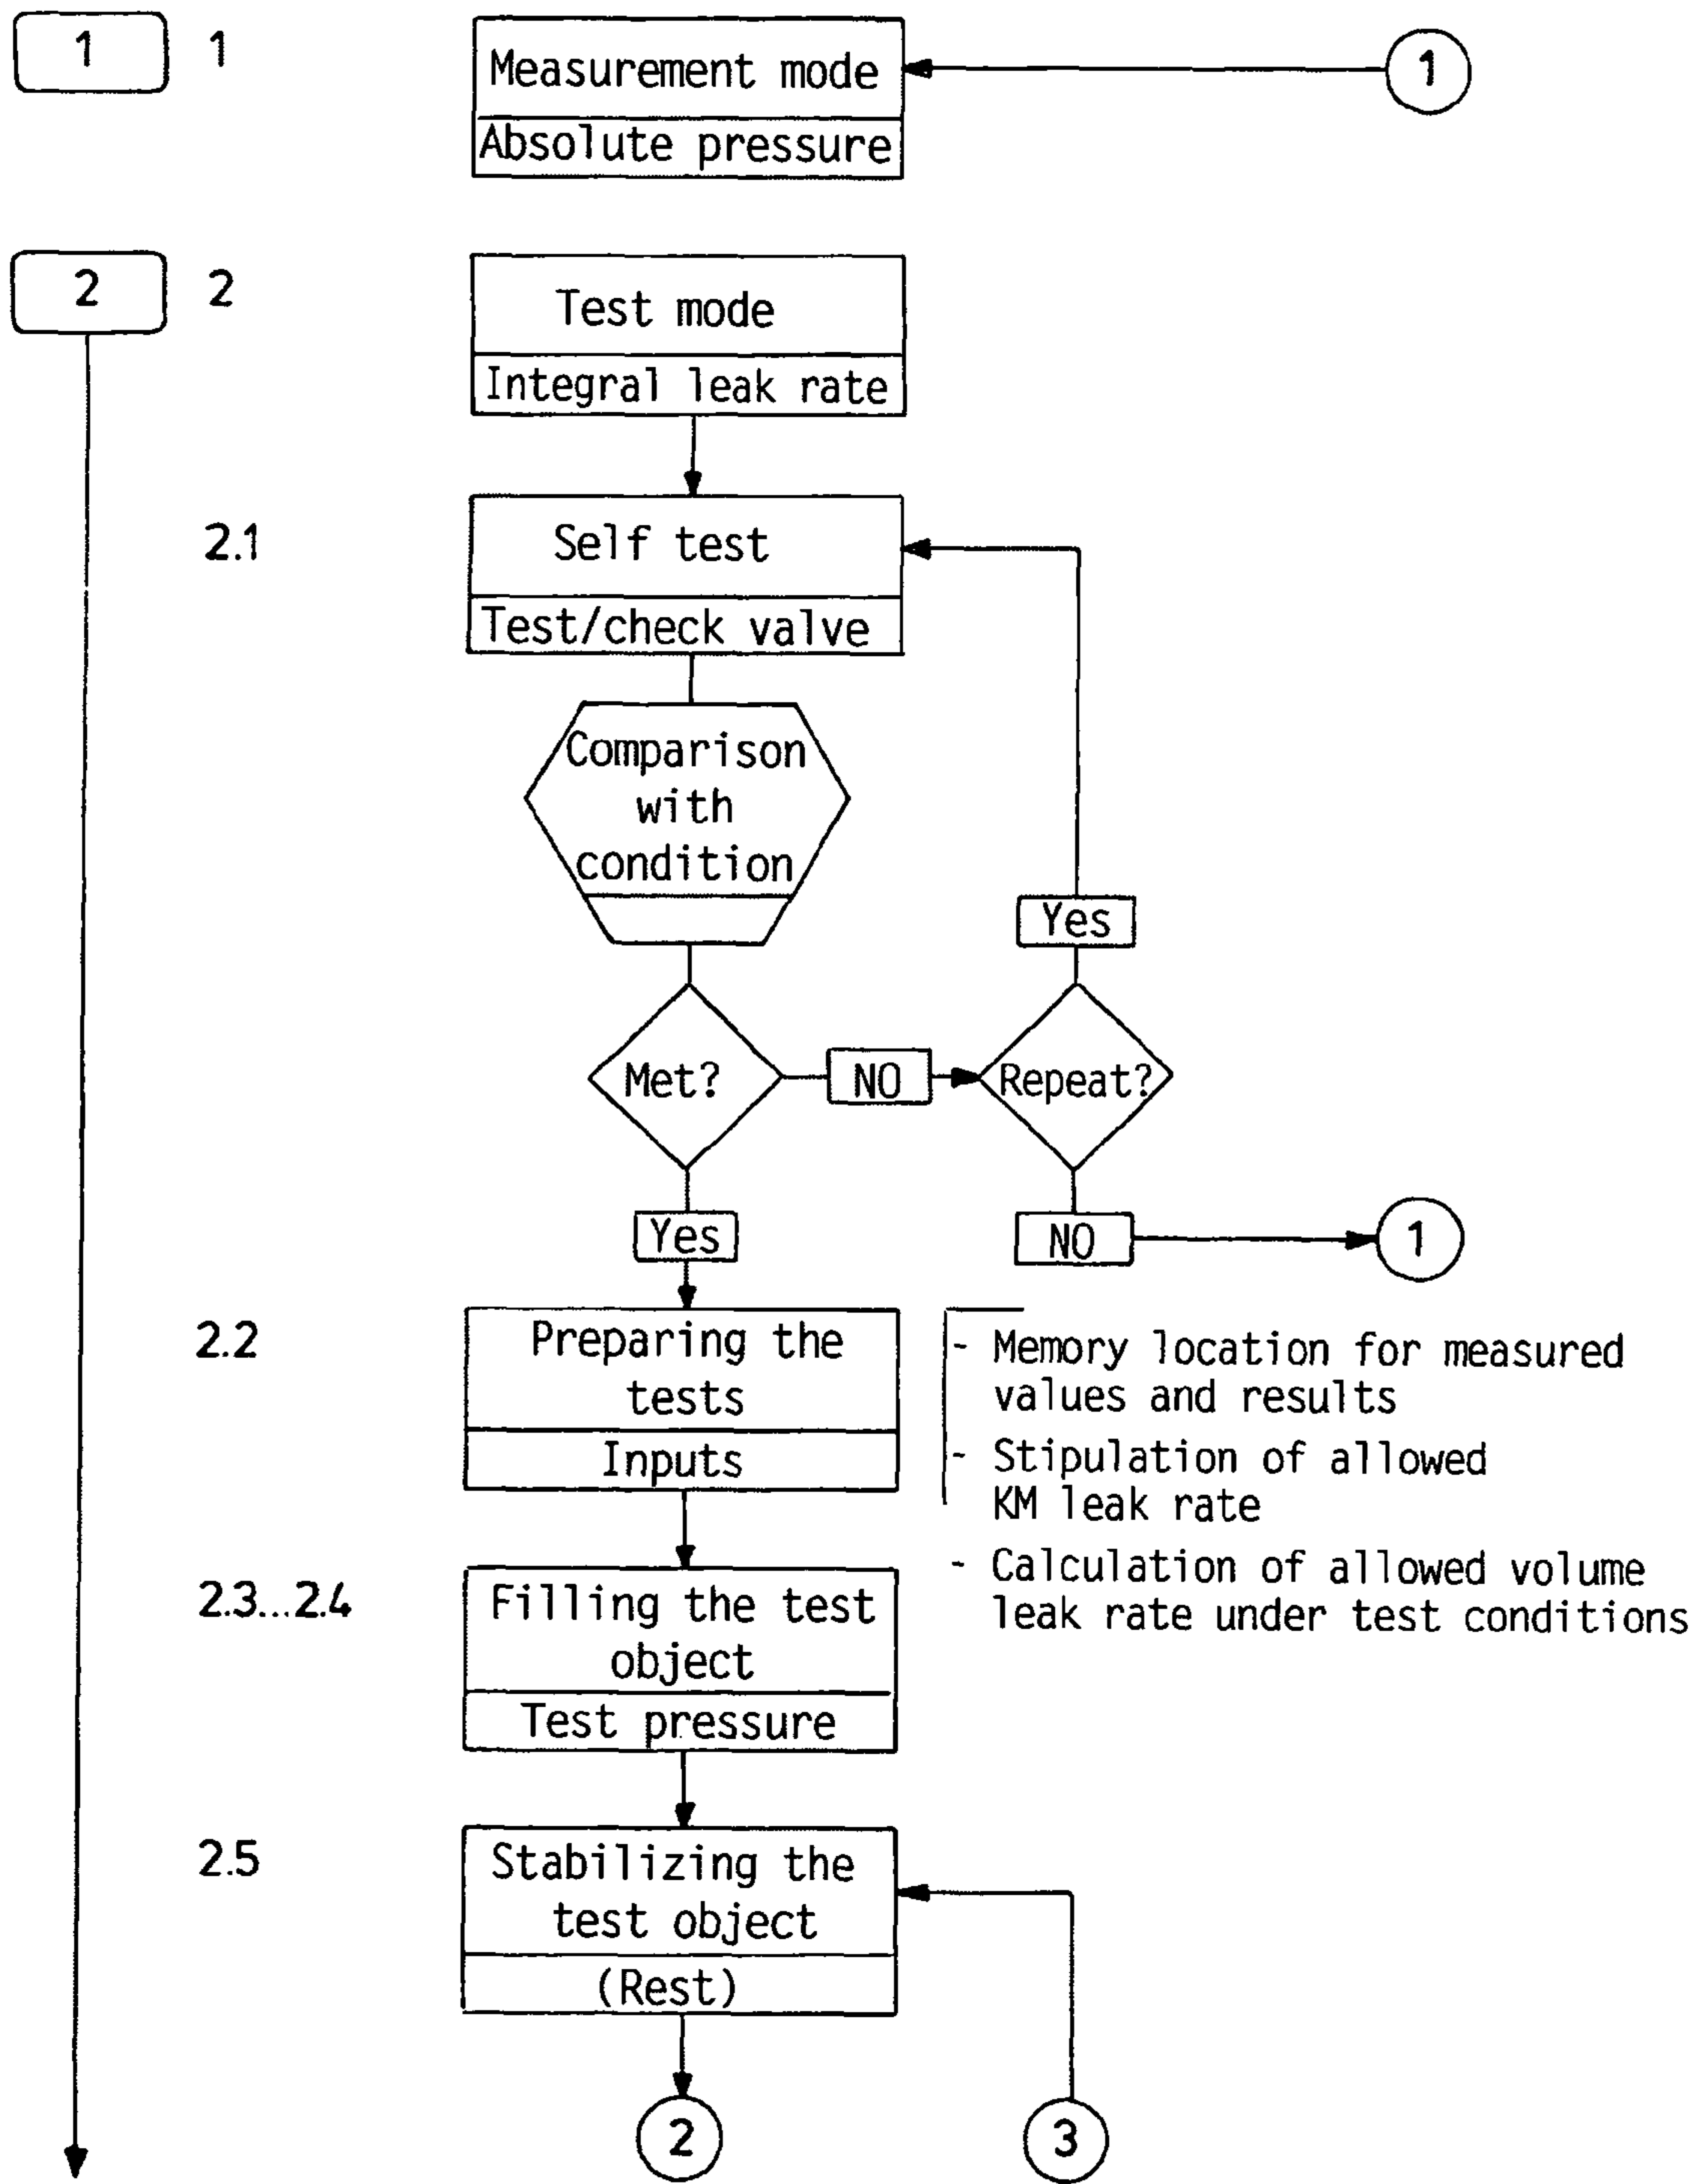 1
1
Measurement mode
1
Absolute pressure
2
2
Test mode
Integral leak rate
2.1
Self test
Test/check valve
Comparison
with
condition
Yes
Met?
NO
Repeat?
Yes
NO
1
2.2
Preparing the
tests
Inputs
- Memory location for measured
values and results
- Stipulation of allowed
KM leak rate
- Calculation of allowed volume
leak rate under test conditions
2.3...2.4
Filling the test
object
Test pressure
2.5
Stabilizing the
test object
(Rest)
2
3